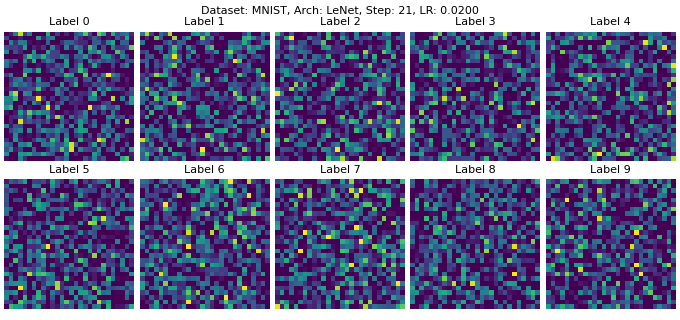 Dataset: MNIST, Arch: LeNet, Step: 21, LR: 0.0200
Label 0
Label 1
Label 2
Label 3
Label 4
Label 5
Label 6
Label 7
Label 8
Label 9